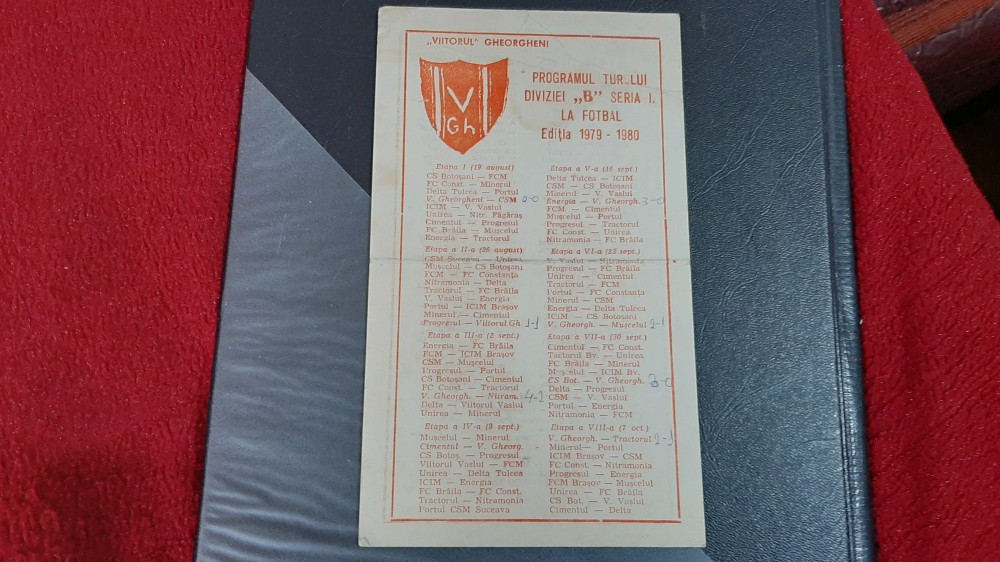 „VIITORUL" GHEORGHENI
V
Gh
PROGRAMUL TURULUI
DIVIZIEI „B" SERIA I.
LA FOTBAL
Ediția 1979 - 1980
Etapa I (19 august)
CS Botoșani — FCM
FC Const. — Minerul
Delta Tulcea — Portul
V. Gheorgheni — CSM 0-0
ICIM — V. Vaslui
Unirea — Nitr. Făgăraș
Cimentul — Progresul
FC Brăila — Mușcelul
Energia — Tractorul
Etapa a II-a (26 august)
CSM Suceava — Unirea
Mușcelul — CS Botoșani
FCM — FC Constanța
Nitramonia — Delta
Tractorul — FC Brăila
V. Vaslui — Energia
Portul — ICIM Brașov
Minerul — Cimentul
Progresul — Viitorul Gh 1-1
Etapa a III-a (2 sept.)
Energia — FC Brăila
FCM — ICIM Brașov
CSM — Mușcelul
Progresul — Portul
CS Botoșani — Cimentul
FC Const. — Tractorul
V. Gheorgh. — Nitram. 4-2
Delta — Viitorul Vaslui
Unirea — Minerul
Etapa a IV-a (9 sept.)
Mușcelul — Minerul
Cimentul — V. Gheorg. -
CS Botoș. — Progresul
Viitorul Vaslui — FCM
Unirea — Delta Tulcea
ICIM — Energia
FC Brăila — FC Const.
Tractorul — Nitramonia
Portul CSM Suceava
Etapa a V-a (16 sept.)
Delta Tulcea — ICIM
CSM — CS Botoșani
Minerul — V. Vaslui
Energia — V. Gheorgh. 3-0
FCM — Cimentul
Mușcelul — Portul
Progresul — Tractorul
FC Const. — Unirea
Nitramonia — FC Brăila
Etapa a VI-a (23 sept.)
V. Vaslui — Nitramonia
Progresul — FC Brăila
Unirea — Cimentul
Tractorul — FCM
Portul — FC Constanța
Minerul — CSM
Energia — Delta Tulcea
ICIM — CS Botoșani
V. Gheorgh. — Mușcelul 2-1
Etapa a VII-a (30 sept.)
Cimentul — FC Const.
Tactorul Bv. — Unirea
FC Brăila — Minerul
Mușcelul — ICIM Bv.
CS Bot. — V. Gheorgh. 3-0
Delta — Progresul
CSM — V. Vaslui
Portul — Energia
Nitramonia — FCM
Etapa a VIII-a (7 oct.)
V. Gheorgh. — Tractorul 2-1
Minerul— Portul
ICIM Brașov — CSM
FC Const. — Nitramonia
Progresul — Energia
FCM Brașov — Mușcelul
Unirea — FC Brăila
CS Bot. — V. Vaslui
Cimentul — Delta